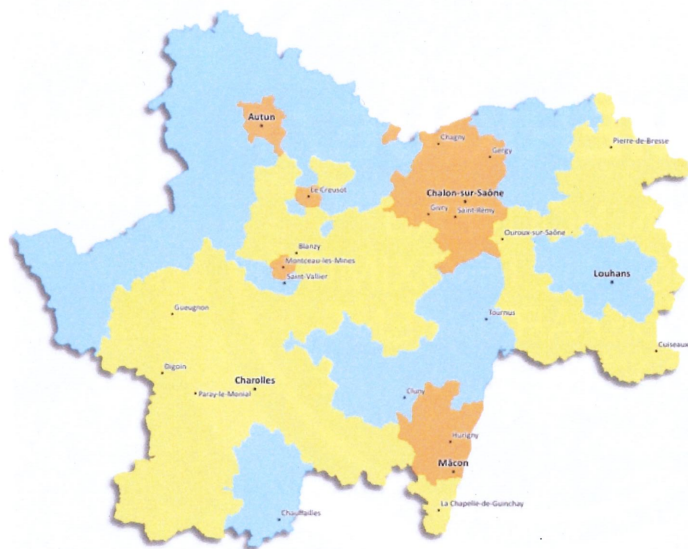 Autun
Chagny
Gergy
Pierre-de-Bresse
Le Creusot
Chalon-sur-Saône
Givry
Saint-Rémy
Ouroux-sur-Saône
Blanzy
Montceau-les-Mines
Saint-Vallier
Louhans
Gueugnon
Tournus
Cuiseaux
Digoin
Charolles
Paray-le-Monial
Cluny
Hurigny
Mâcon
La Chapelle-de-Guinchay
Chauffailles